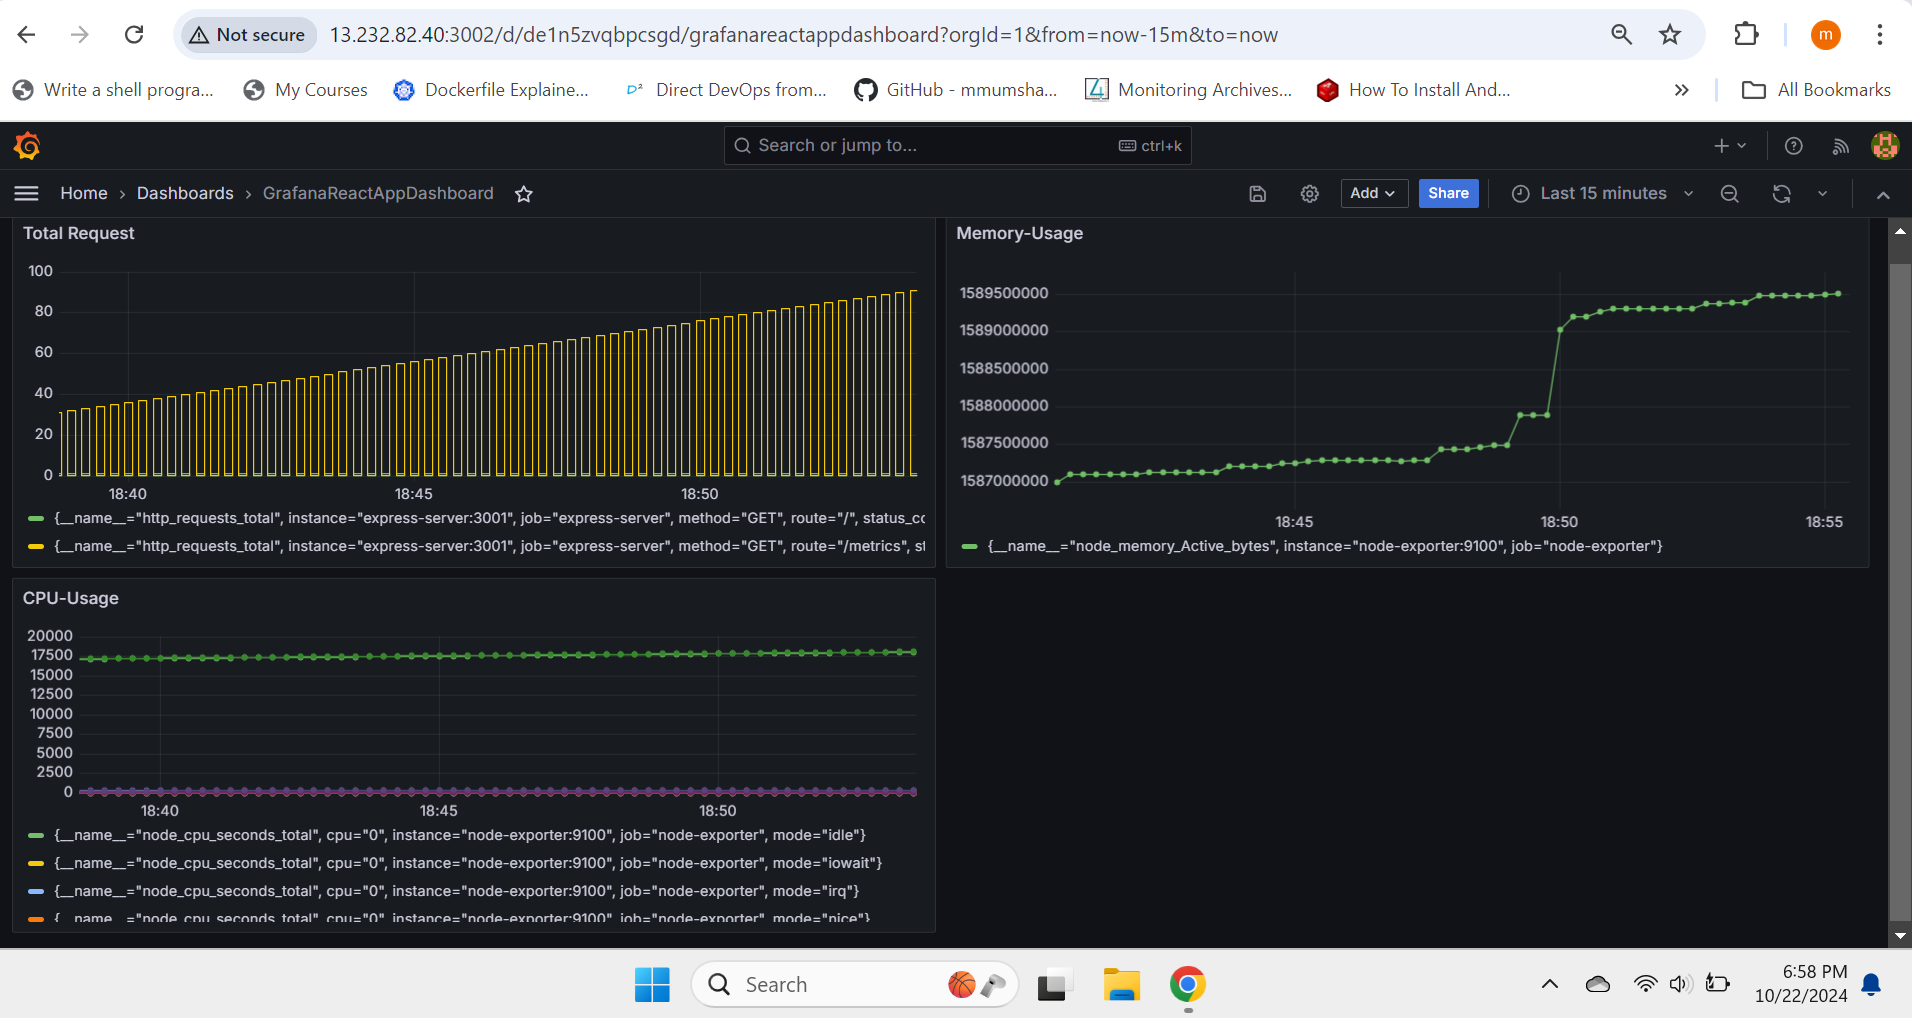 Not secure 13.232.82.40:3002/d/de1n5zvqbpcsgd/grafanareactappdashboard?orgId=1&from=now-15m&to=now
m
Write a shell progra... My Courses Dockerfile Explaine... Direct DevOps from... GitHub - mmumsha... Monitoring Archives... How To Install And... » All Bookmarks
Search or jump to... ctrl+k
Home › Dashboards › GrafanaReactAppDashboard Add Share Last 15 minutes
Total Request
100
80
60
40
20
0
18:40 18:45 18:50
{__name__="http_requests_total", instance="express-server:3001", job="express-server", method="GET", route="/", status_co
{__name__="http_requests_total", instance="express-server:3001", job="express-server", method="GET", route="/metrics", st
Memory-Usage
1589500000
1589000000
1588500000
1588000000
1587500000
1587000000
18:45 18:50 18:55
{__name__="node_memory_Active_bytes", instance="node-exporter:9100", job="node-exporter"}
CPU-Usage
20000
17500
15000
12500
10000
7500
5000
2500
0
18:40 18:45 18:50
{__name__="node_cpu_seconds_total", cpu="0", instance="node-exporter:9100", job="node-exporter", mode="idle"}
{__name__="node_cpu_seconds_total", cpu="0", instance="node-exporter:9100", job="node-exporter", mode="iowait"}
{__name__="node_cpu_seconds_total", cpu="0", instance="node-exporter:9100", job="node-exporter", mode="irq"}
{__name__="node_cpu_seconds_total", cpu="0", instance="node-exporter:9100", job="node-exporter", mode="nice"}
Search
6:58 PM
10/22/2024